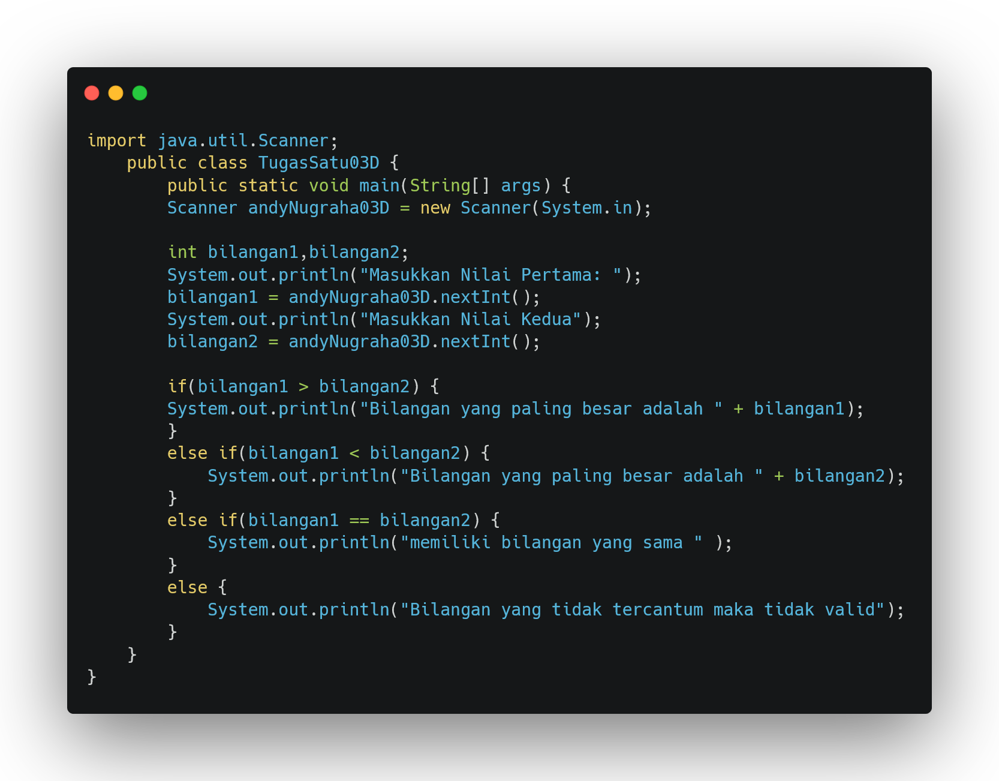 import java.util.Scanner;
    public class TugasSatu03D {
        public static void main(String[] args) {
        Scanner andyNugraha03D = new Scanner(System.in);

        int bilangan1,bilangan2;
        System.out.println("Masukkan Nilai Pertama: ");
        bilangan1 = andyNugraha03D.nextInt();
        System.out.println("Masukkan Nilai Kedua");
        bilangan2 = andyNugraha03D.nextInt();

        if(bilangan1 > bilangan2) {
        System.out.println("Bilangan yang paling besar adalah " + bilangan1);
        }
        else if(bilangan1 < bilangan2) {
            System.out.println("Bilangan yang paling besar adalah " + bilangan2);
        }
        else if(bilangan1 == bilangan2) {
            System.out.println("memiliki bilangan yang sama " );
        }
        else {
            System.out.println("Bilangan yang tidak tercantum maka tidak valid");
        }
    }
}